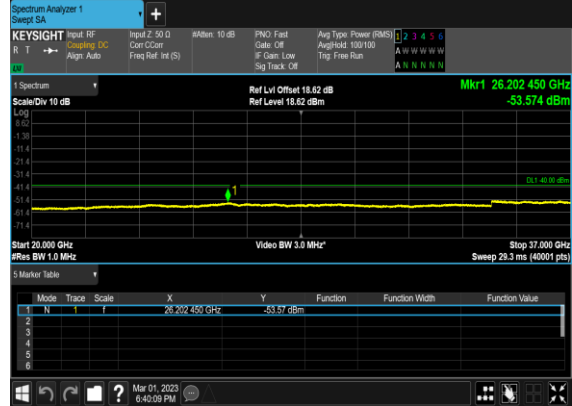 Spectrum Analyzer 1
Swept SA
+
KEYSIGHT Input: RF Input Z: 50 Ω #Atten: 10 dB PNO: Fast Avg Type: Power (RMS) 1 2 3 4 5 6
R T Coupling: DC Corr CCorr Gate: Off Avg|Hold: 100/100 A W W W W W
Align: Auto Freq Ref: Int (S) IF Gain: Low Trig: Free Run
Sig Track: Off A N N N N N
1 Spectrum
Ref Lvl Offset 18.62 dB Mkr1 26.202 450 GHz
Scale/Div 10 dB Ref Level 18.62 dBm -53.574 dBm
Log
8.62
-1.38
-11.4
-21.4
-31.4
DL1 -40.00 dBm
-41.4
1
-51.4
-61.4
-71.4
Start 20.000 GHz Video BW 3.0 MHz* Stop 37.000 GHz
#Res BW 1.0 MHz Sweep 29.3 ms (40001 pts)
5 Marker Table
Mode Trace Scale X Y Function Function Width Function Value
1 N 1 f 26.202 450 GHz -53.57 dBm
2
3
4
5
6
? Mar 01, 2023
6:40:09 PM